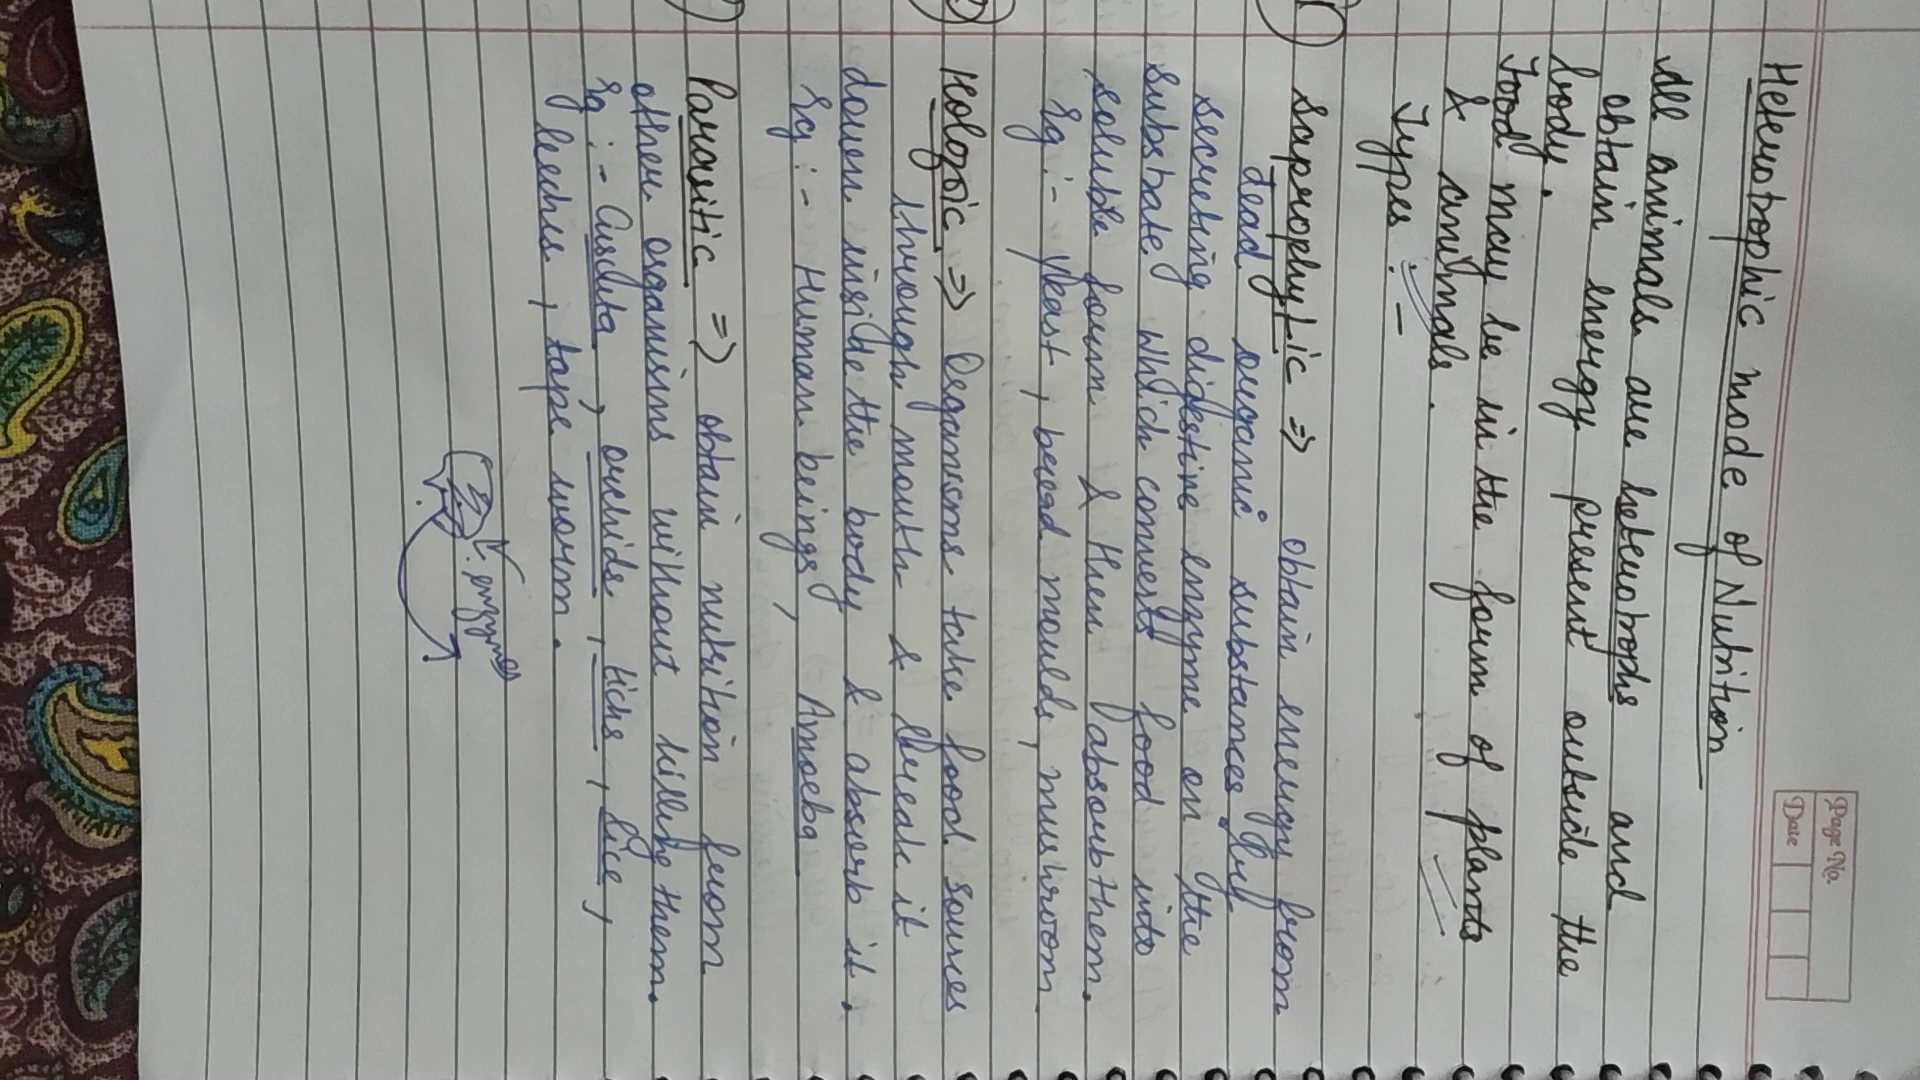 Page No.
Date
Heterotrophic mode of Nutrition
All animals are heterotrophs and
obtain energy present outside the
body.
Food may be in the form of plants
& animals.
Types :-
1 Saprophytic => obtain energy from
dead organic substances by
secreting digestive enzyme on the
substrate which converts food into
soluble form & then absorb them.
Eg :- yeast, bread moulds, mushroom.
2 Holozoic => Organisms take food sources
through mouth & break it
down inside the body & absorb it.
Eg :- Human beings, Amoeba
Parasitic => obtain nutrition from
other organisms without killing them.
Eg :- Cuscuta, orchids, ticks, lice,
leeches, tape worm.
enzymes